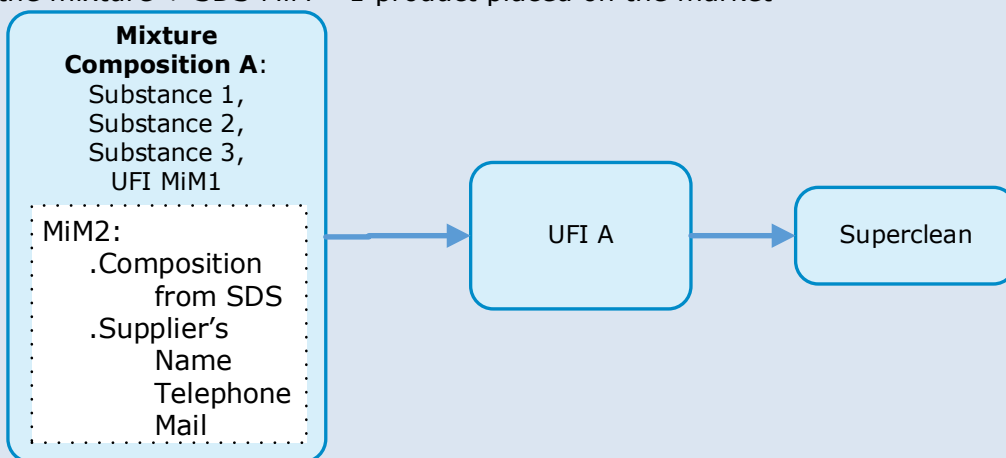 the mixture + SDS MiM 1 product placed on the market
Mixture
Composition A:
Substance 1,
Substance 2,
Substance 3,
UFI MiM1
MiM2:
.Composition
from SDS
.Supplier's
Name
Telephone
Mail
UFI A
Superclean